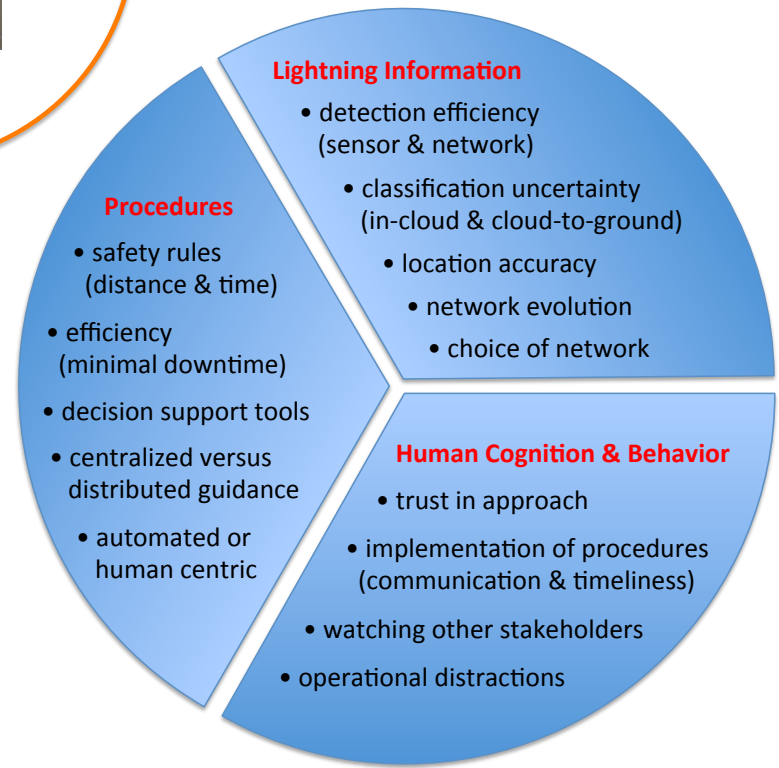 Lightning Information
• detection efficiency
(sensor & network)
• classification uncertainty
(in-cloud & cloud-to-ground)
• location accuracy
• network evolution
• choice of network
Procedures
• safety rules
(distance & time)
• efficiency
(minimal downtime)
• decision support tools
• centralized versus
distributed guidance
• automated or
human centric
Human Cognition & Behavior
• trust in approach
• implementation of procedures
(communication & timeliness)
• watching other stakeholders
• operational distractions